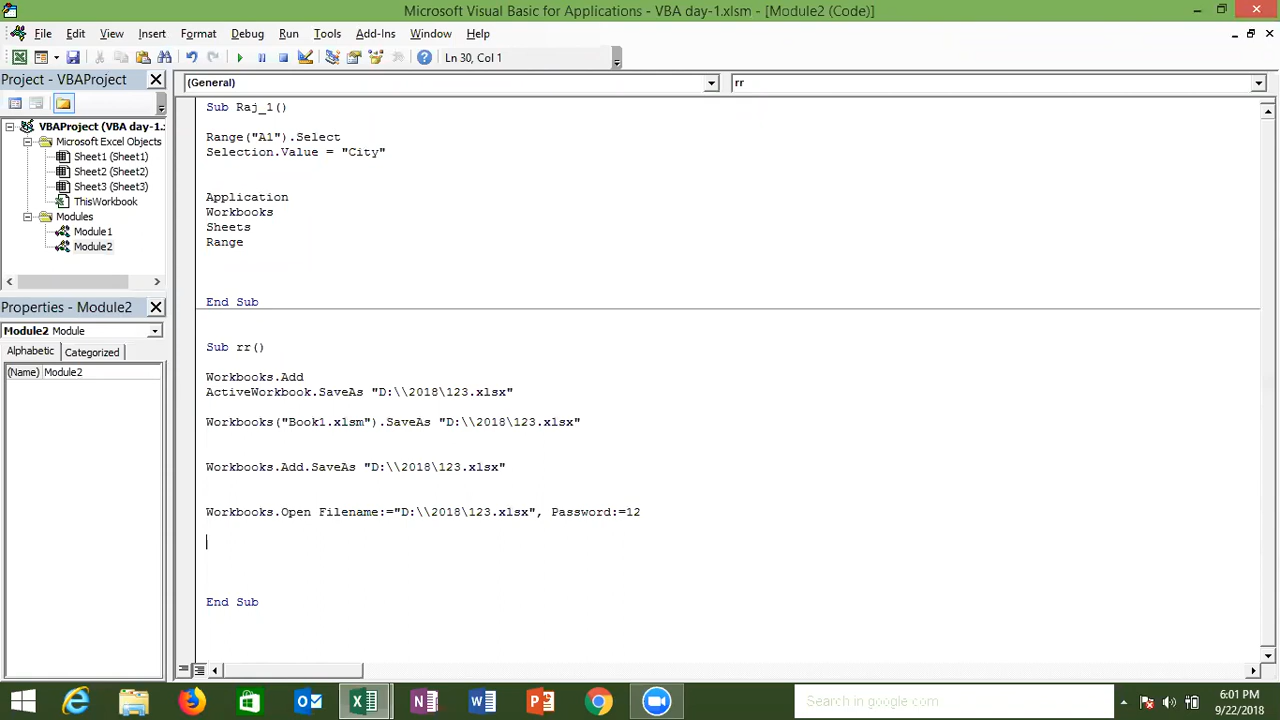 Microsoft Visual Basic for Applications - VBA day-1.xlsm - [Module2 (Code)]
File Edit View Insert Format Debug Run Tools Add-Ins Window Help
Ln 30, Col 1
Project - VBAProject
(General)
rr
VBAProject (VBA day-1.
Microsoft Excel Objects
Sheet1 (Sheet1)
Sheet2 (Sheet2)
Sheet3 (Sheet3)
ThisWorkbook
Modules
Module1
Module2
Properties - Module2
Module2 Module
Alphabetic Categorized
(Name) Module2
Sub Raj_1()
Range("A1").Select
Selection.Value = "City"
Application
Workbooks
Sheets
Range
End Sub
Sub rr()
Workbooks.Add
ActiveWorkbook.SaveAs "D:\\2018\123.xlsx"
Workbooks("Book1.xlsm").SaveAs "D:\\2018\123.xlsx"
Workbooks.Add.SaveAs "D:\\2018\123.xlsx"
Workbooks.Open Filename:="D:\\2018\123.xlsx", Password:=12
End Sub
Search in google.com
6:01 PM
9/22/2018